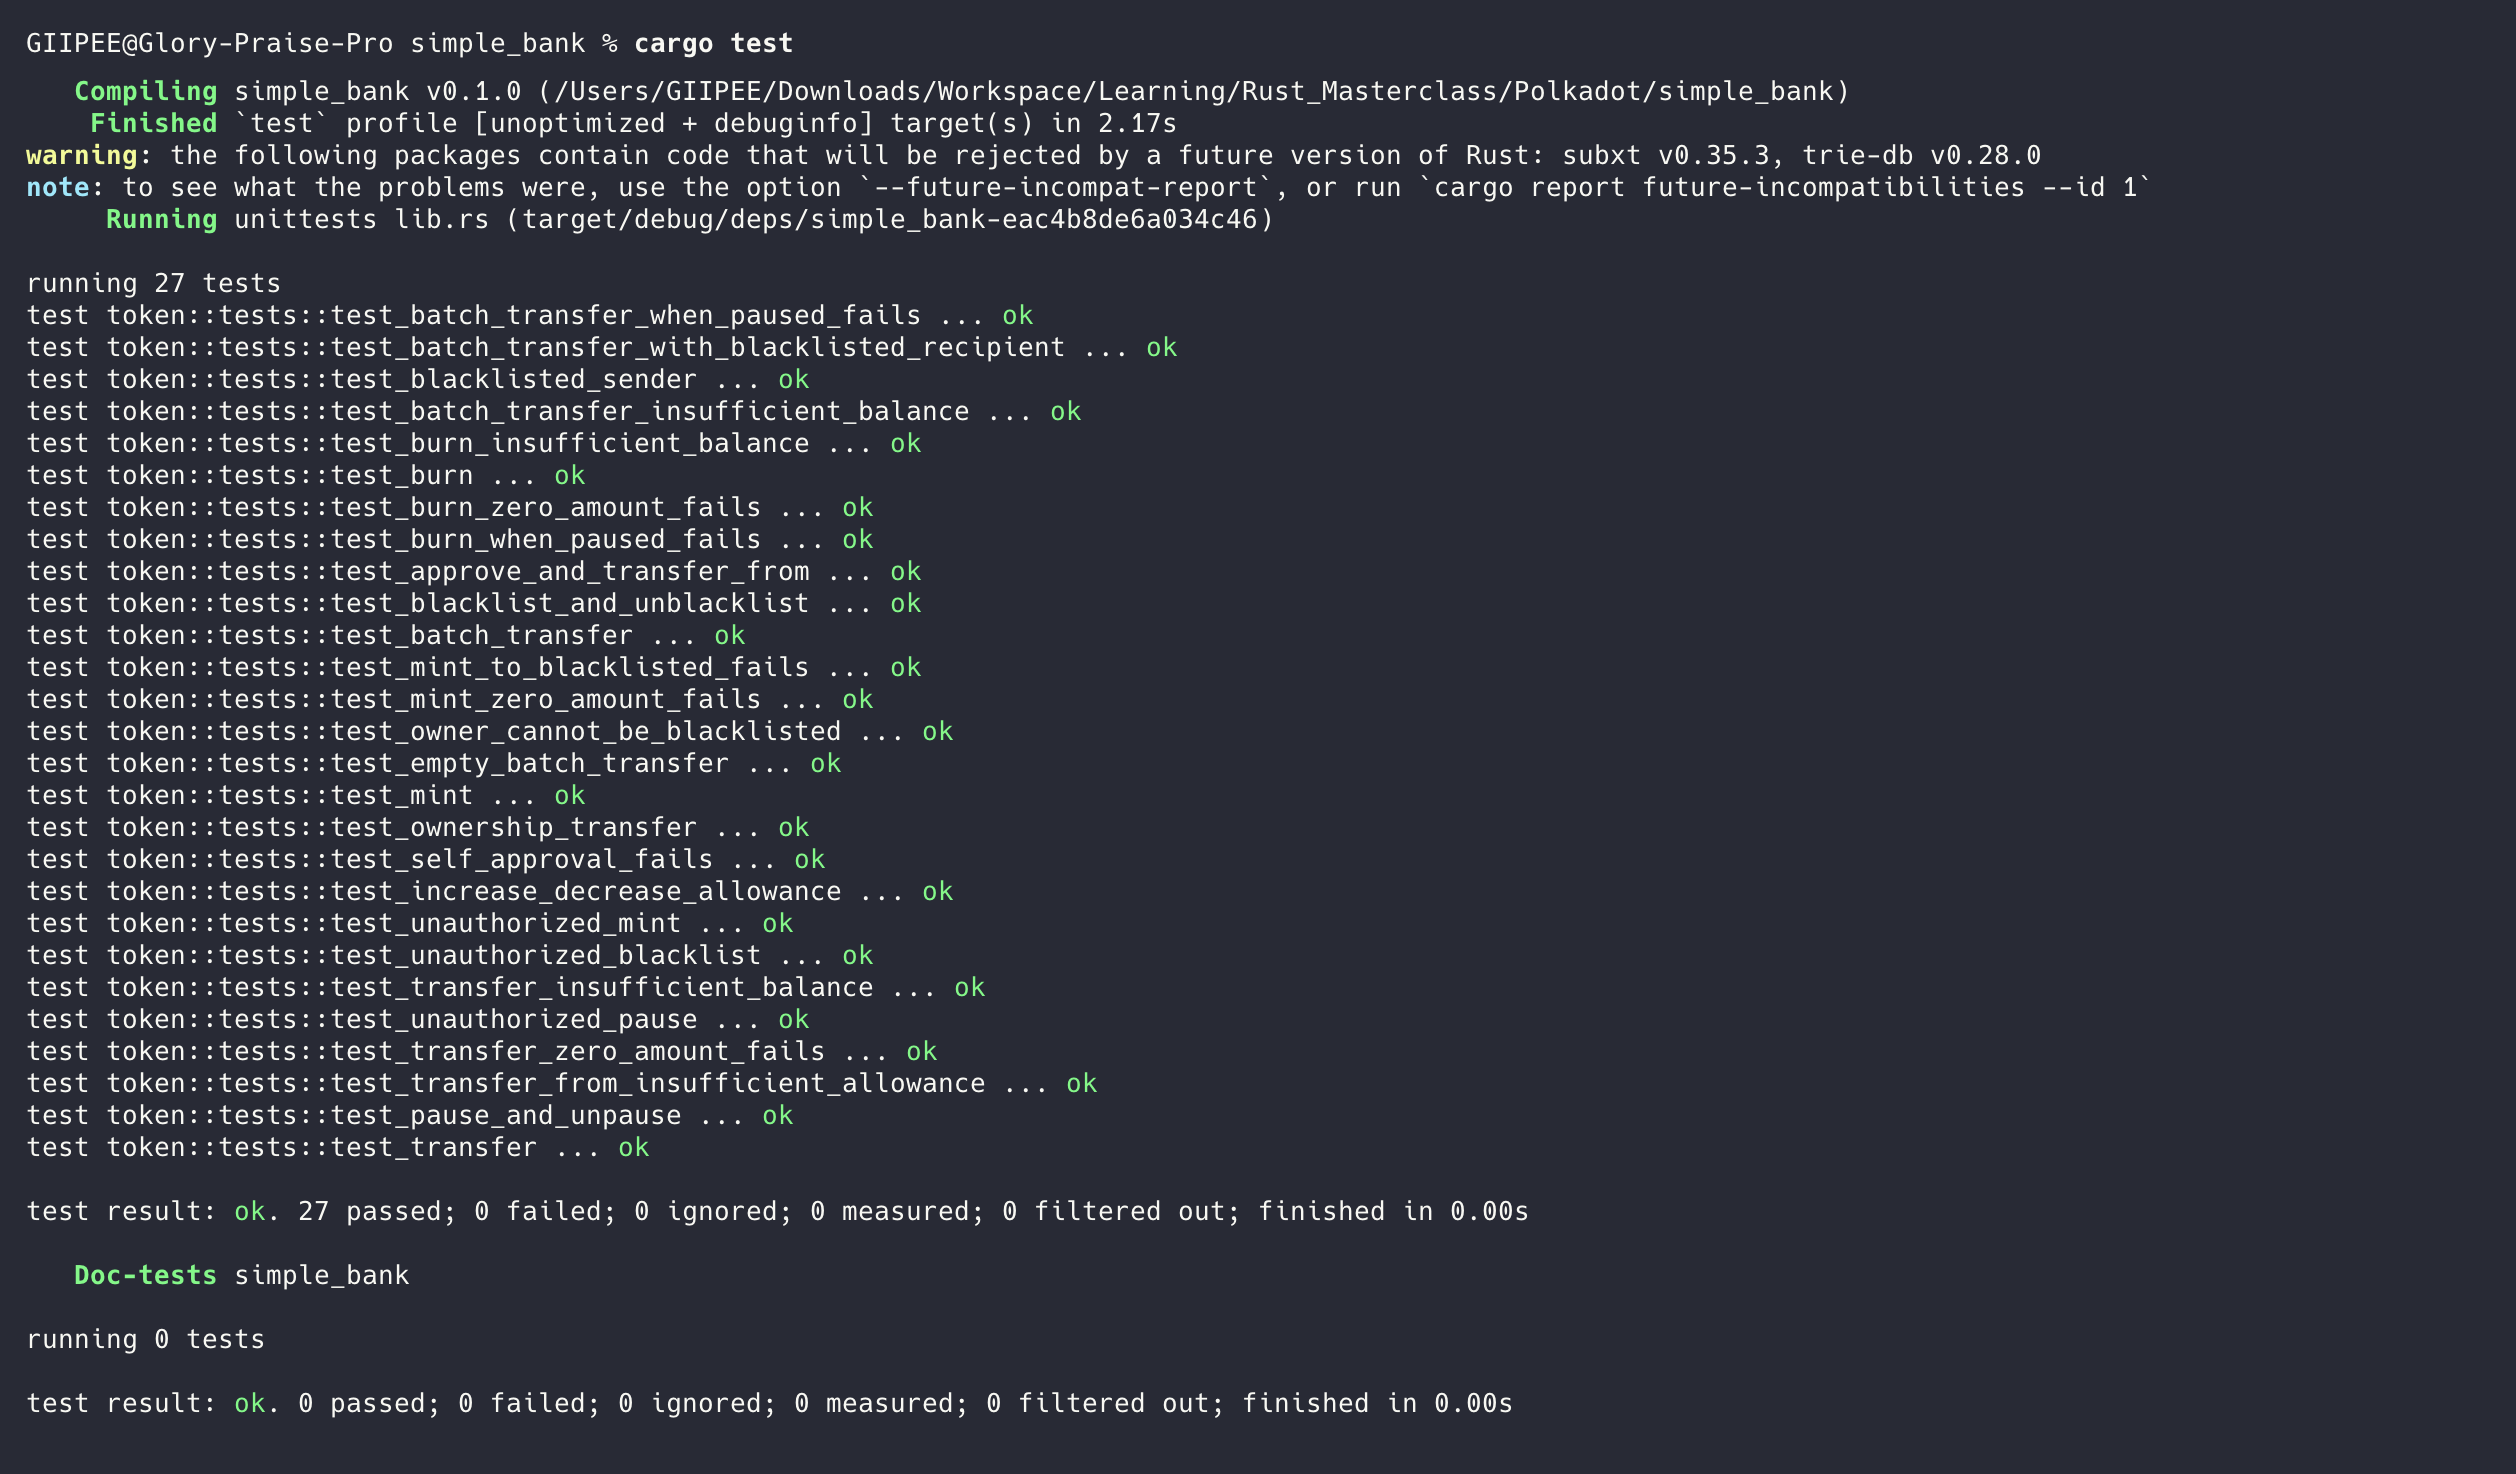 GIIPEE@Glory-Praise-Pro simple_bank % cargo test
Compiling simple_bank v0.1.0 (/Users/GIIPEE/Downloads/Workspace/Learning/Rust_Masterclass/Polkadot/simple_bank)
Finished `test` profile [unoptimized + debuginfo] target(s) in 2.17s
warning: the following packages contain code that will be rejected by a future version of Rust: subxt v0.35.3, trie-db v0.28.0
note: to see what the problems were, use the option `--future-incompat-report`, or run `cargo report future-incompatibilities --id 1`
Running unittests lib.rs (target/debug/deps/simple_bank-eac4b8de6a034c46)
running 27 tests
test token::tests::test_batch_transfer_when_paused_fails ... ok
test token::tests::test_batch_transfer_with_blacklisted_recipient ... ok
test token::tests::test_blacklisted_sender ... ok
test token::tests::test_batch_transfer_insufficient_balance ... ok
test token::tests::test_burn_insufficient_balance ... ok
test token::tests::test_burn ... ok
test token::tests::test_burn_zero_amount_fails ... ok
test token::tests::test_burn_when_paused_fails ... ok
test token::tests::test_approve_and_transfer_from ... ok
test token::tests::test_blacklist_and_unblacklist ... ok
test token::tests::test_batch_transfer ... ok
test token::tests::test_mint_to_blacklisted_fails ... ok
test token::tests::test_mint_zero_amount_fails ... ok
test token::tests::test_owner_cannot_be_blacklisted ... ok
test token::tests::test_empty_batch_transfer ... ok
test token::tests::test_mint ... ok
test token::tests::test_ownership_transfer ... ok
test token::tests::test_self_approval_fails ... ok
test token::tests::test_increase_decrease_allowance ... ok
test token::tests::test_unauthorized_mint ... ok
test token::tests::test_unauthorized_blacklist ... ok
test token::tests::test_transfer_insufficient_balance ... ok
test token::tests::test_unauthorized_pause ... ok
test token::tests::test_transfer_zero_amount_fails ... ok
test token::tests::test_transfer_from_insufficient_allowance ... ok
test token::tests::test_pause_and_unpause ... ok
test token::tests::test_transfer ... ok
test result: ok. 27 passed; 0 failed; 0 ignored; 0 measured; 0 filtered out; finished in 0.00s
Doc-tests simple_bank
running 0 tests
test result: ok. 0 passed; 0 failed; 0 ignored; 0 measured; 0 filtered out; finished in 0.00s